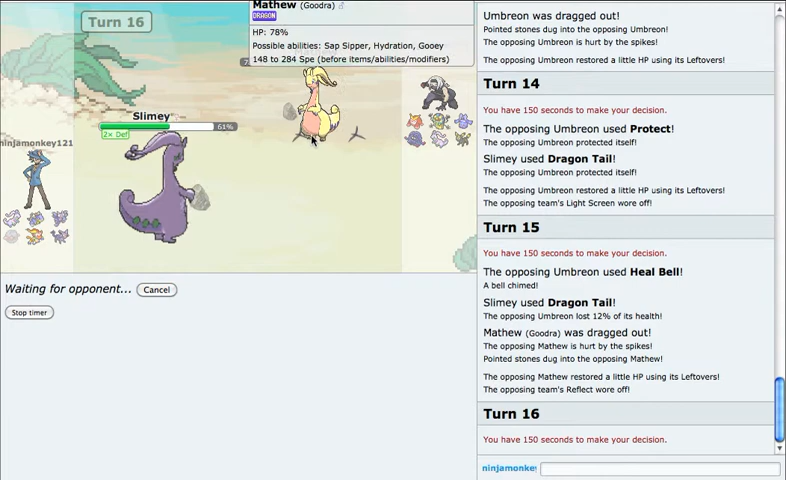 Turn 16
Mathew (Goodra) ♂
DRAGON
HP: 78%
Possible abilities: Sap Sipper, Hydration, Gooey
148 to 284 Spe (before items/abilities/modifiers)
Slimey
61%
2× Def
ninjamonkey121
Waiting for opponent... Cancel
Stop timer
Umbreon was dragged out!
Pointed stones dug into the opposing Umbreon!
The opposing Umbreon is hurt by the spikes!
The opposing Umbreon restored a little HP using its Leftovers!
Turn 14
You have 150 seconds to make your decision.
The opposing Umbreon used Protect!
The opposing Umbreon protected itself!
Slimey used Dragon Tail!
The opposing Umbreon protected itself!
The opposing Umbreon restored a little HP using its Leftovers!
The opposing team's Light Screen wore off!
Turn 15
You have 150 seconds to make your decision.
The opposing Umbreon used Heal Bell!
A bell chimed!
Slimey used Dragon Tail!
The opposing Umbreon lost 12% of its health!
Mathew (Goodra) was dragged out!
The opposing Mathew is hurt by the spikes!
Pointed stones dug into the opposing Mathew!
The opposing Mathew restored a little HP using its Leftovers!
The opposing team's Reflect wore off!
Turn 16
You have 150 seconds to make your decision.
ninjamonke